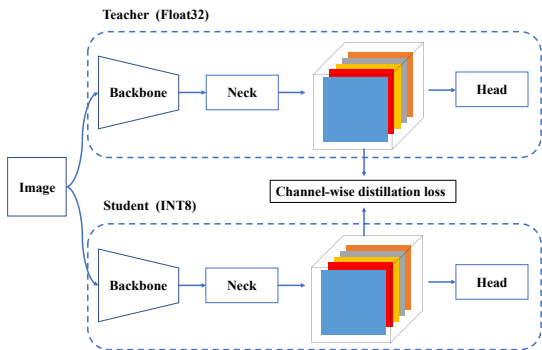 Teacher (Float32)
Backbone
Neck
Head
Image
Channel-wise distillation loss
Student (INT8)
Backbone
Neck
Head